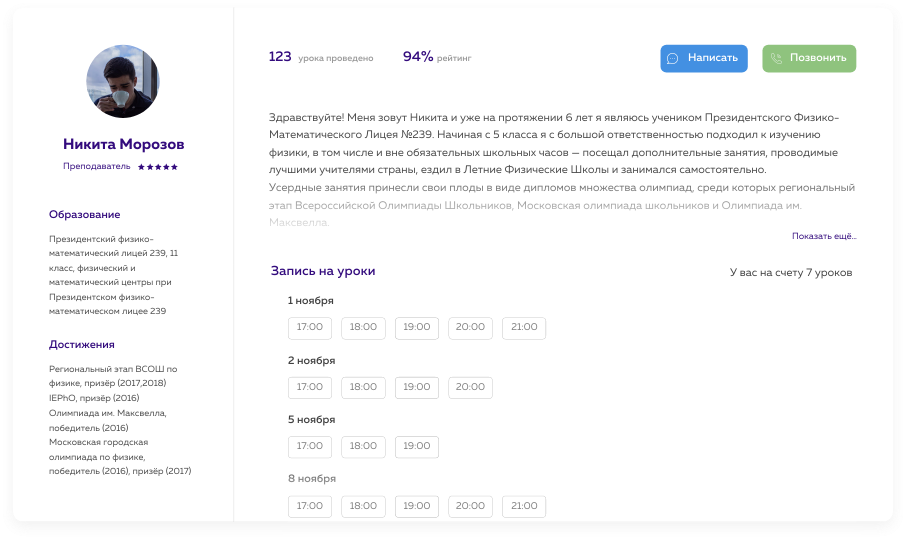 Никита Морозов
Преподаватель
Образование
Президентский физико-
математический лицей 239, 11
класс, физический и
математический центры при
Президентском физико-
математическом лицее 239
Достижения
Региональный этап ВСОШ по
физике, призёр (2017,2018)
IEPhO, призёр (2016)
Олимпиада им. Максвелла,
победитель (2016)
Московская городская
олимпиада по физике,
победитель (2016), призёр (2017)
123 урока проведено 94% рейтинг
Написать
Позвонить
Здравствуйте! Меня зовут Никита и уже на протяжении 6 лет я являюсь учеником Президентского Физико-
Математического Лицея №239. Начиная с 5 класса я с большой ответственностью подходил к изучению
физики, в том числе и вне обязательных школьных часов — посещал дополнительные занятия, проводимые
лучшими учителями страны, ездил в Летние Физические Школы и занимался самостоятельно.
Усердные занятия принесли свои плоды в виде дипломов множества олимпиад, среди которых региональный
этап Всероссийской Олимпиады Школьников, Московская олимпиада школьников и Олимпиада им.
Максвелла.
Показать ещё...
Запись на уроки
У вас на счету 7 уроков
1 ноября
17:00 18:00 19:00 20:00 21:00
2 ноября
17:00 18:00 19:00 20:00
5 ноября
17:00 18:00 19:00
8 ноября
17:00 18:00 19:00 20:00 21:00